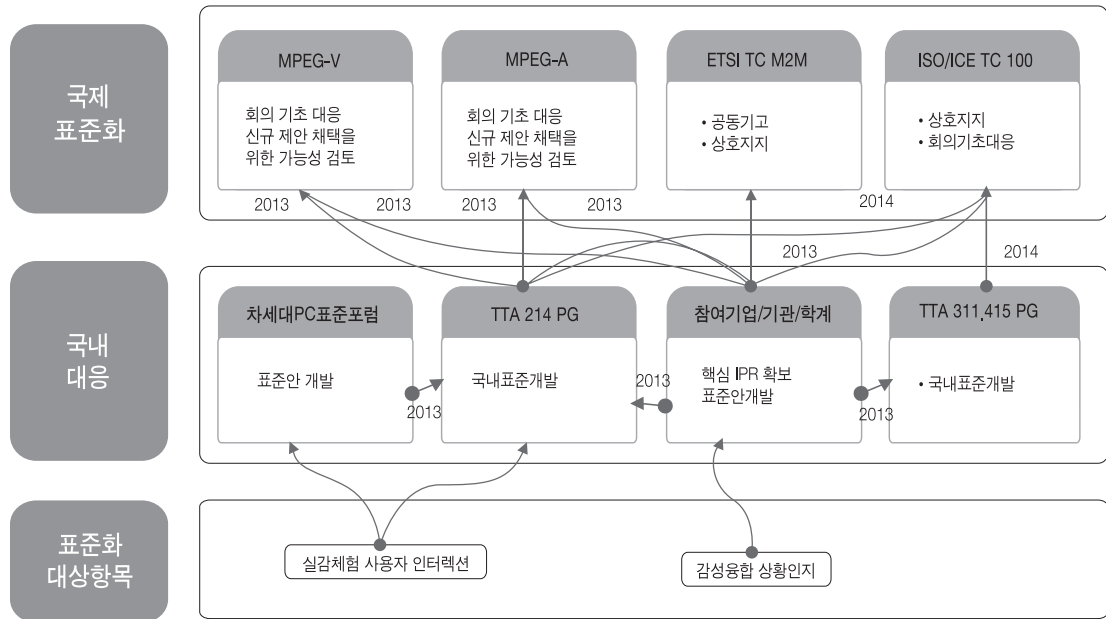 국제
표준화
MPEG-V
회의 기초 대응
신규 제안 채택을
위한 가능성 검토
MPEG-A
회의 기초 대응
신규 제안 채택을
위한 가능성 검토
ETSI TC M2M
• 공동기고
• 상호지지
ISO/ICE TC 100
• 상호지지
• 회의기초대응
2013
2013
2013
2013
2014
2013
2014
국내
대응
차세대PC표준포럼
표준안 개발
2013
TTA 214 PG
국내표준개발
2013
참여기업/기관/학계
핵심 IPR 확보
표준안개발
2013
TTA 311,415 PG
• 국내표준개발
표준화
대상항목
실감체험 사용자 인터렉션
감성융합 상황인지